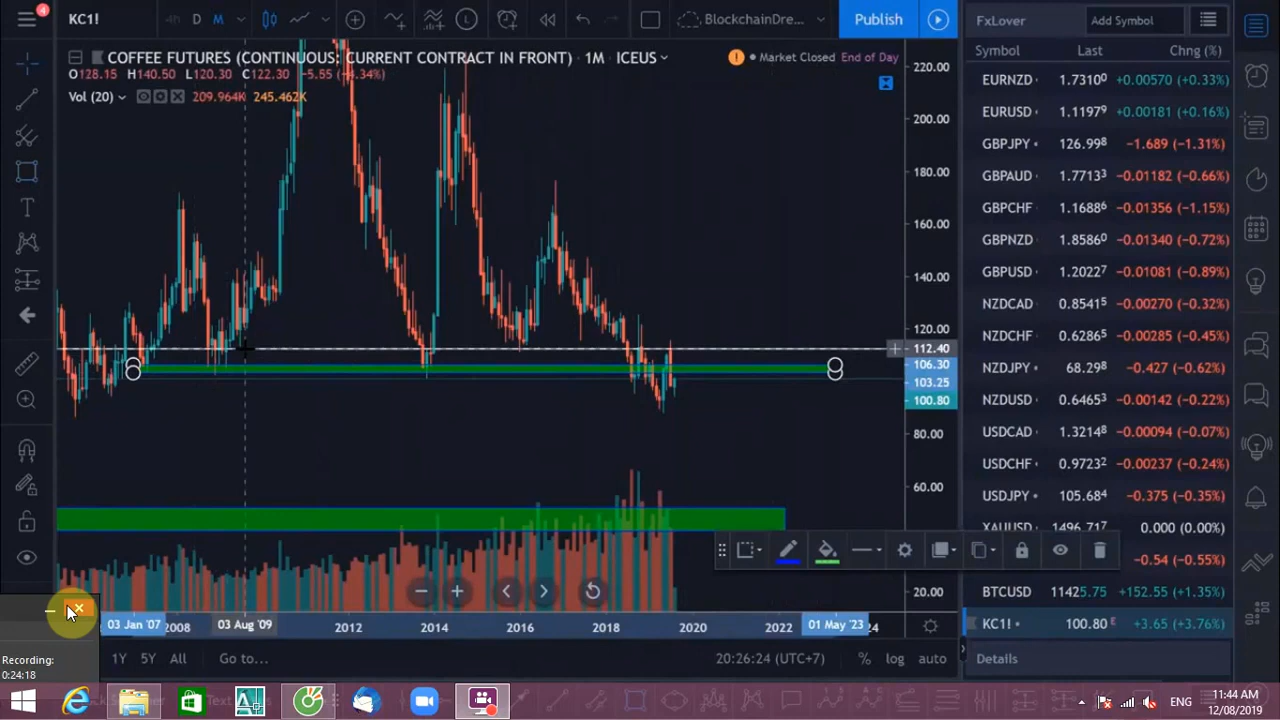 4
KC1!
4h D M
BlockchainDre...
Publish
FxLover
Add Symbol
COFFEE FUTURES (CONTINUOUS: CURRENT CONTRACT IN FRONT) 1M ICEUS
Market Closed End of Day
O128.15 H140.50 L120.30 C122.30 -5.55 (-4.34%)
Vol (20) 209.964K 245.462K
220.00
200.00
180.00
160.00
140.00
120.00
112.40
106.30
103.25
100.80
80.00
60.00
20.00
Symbol Last Chng (%)
EURNZD 1.73100 +0.00570 (+0.33%)
EURUSD 1.11979 +0.00181 (+0.16%)
GBPJPY 126.998 -1.689 (-1.31%)
GBPAUD 1.77133 -0.01182 (-0.66%)
GBPCHF 1.16886 -0.01356 (-1.15%)
GBPNZD 1.85860 -0.01340 (-0.72%)
GBPUSD 1.20227 -0.01081 (-0.89%)
NZDCAD 0.85415 -0.00270 (-0.32%)
NZDCHF 0.62865 -0.00285 (-0.45%)
NZDJPY 68.298 -0.427 (-0.62%)
NZDUSD 0.64653 -0.00142 (-0.22%)
USDCAD 1.32148 -0.00094 (-0.07%)
USDCHF 0.97232 -0.00237 (-0.24%)
USDJPY 105.684 -0.375 (-0.35%)
XAUUSD 1496.717 0.000 (0.00%)
-0.54 (-0.55%)
BTCUSD 11425.75 +152.55 (+1.35%)
KC1! 100.80 E +3.65 (+3.76%)
Details
03 Jan '07 2008 03 Aug '09 2012 2014 2016 2018 2020 2022 01 May '23 24
1Y 5Y All Go to...
20:26:24 (UTC+7) % log auto
Recording:
0:24:18
ENG
11:44 AM
12/08/2019